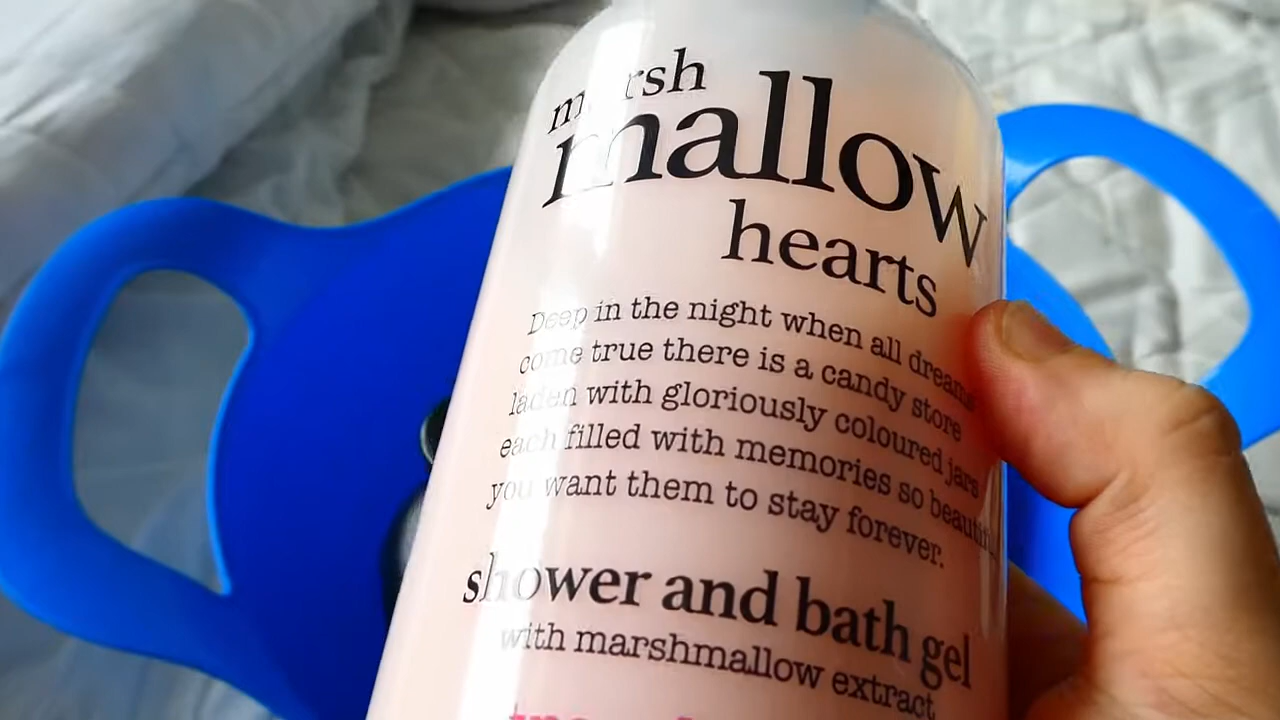 marsh
mallow
hearts
Deep in the night when all dreams
come true there is a candy store
laden with gloriously coloured jars
each filled with memories so beautiful
you want them to stay forever.
shower and bath gel
with marshmallow extract